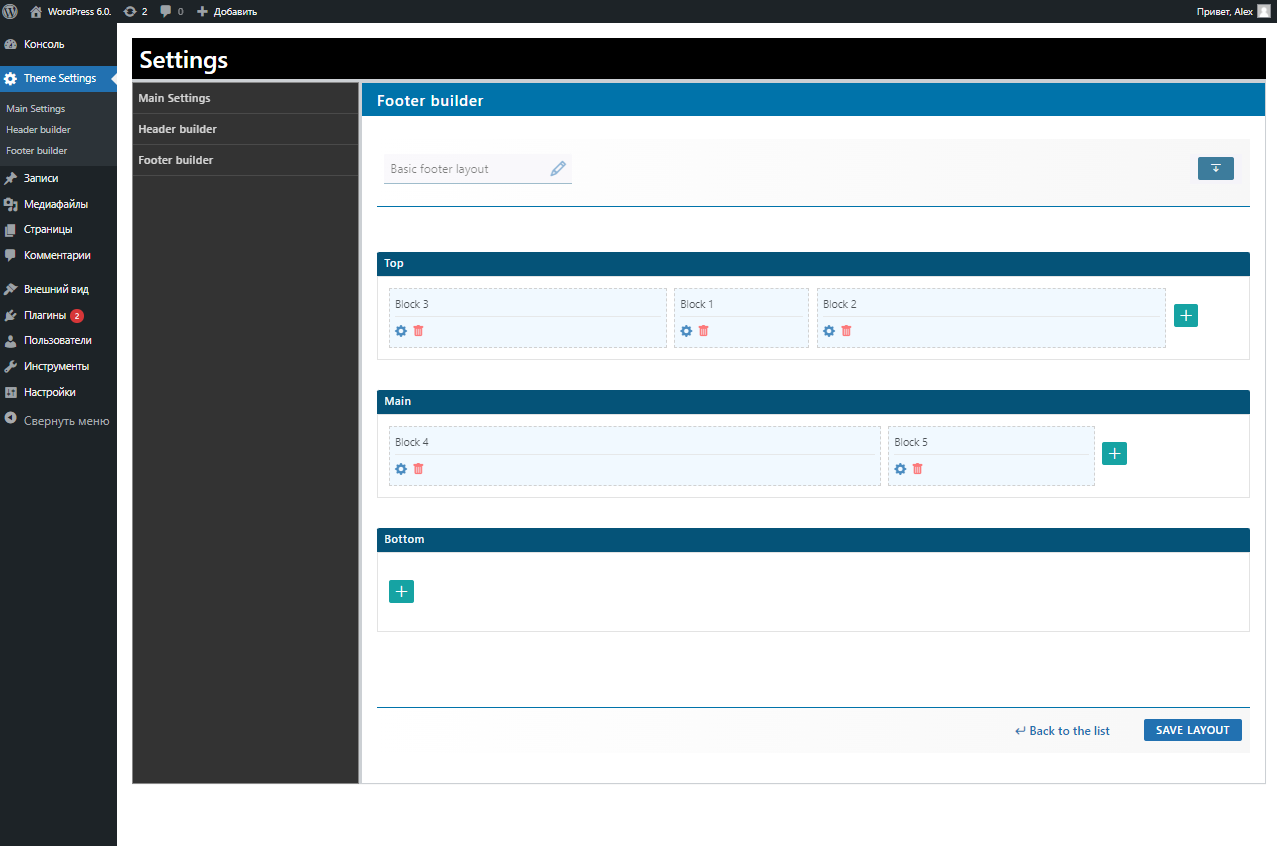 WordPress 6.0. 2 0 Добавить Привет, Alex
Консоль
Theme Settings
Main Settings
Header builder
Footer builder
Записи
Медиафайлы
Страницы
Комментарии
Внешний вид
Плагины 2
Пользователи
Инструменты
Настройки
Свернуть меню
Settings
Main Settings
Header builder
Footer builder
Footer builder
Basic footer layout
Top
Block 3 Block 1 Block 2
Main
Block 4 Block 5
Bottom
Back to the list SAVE LAYOUT